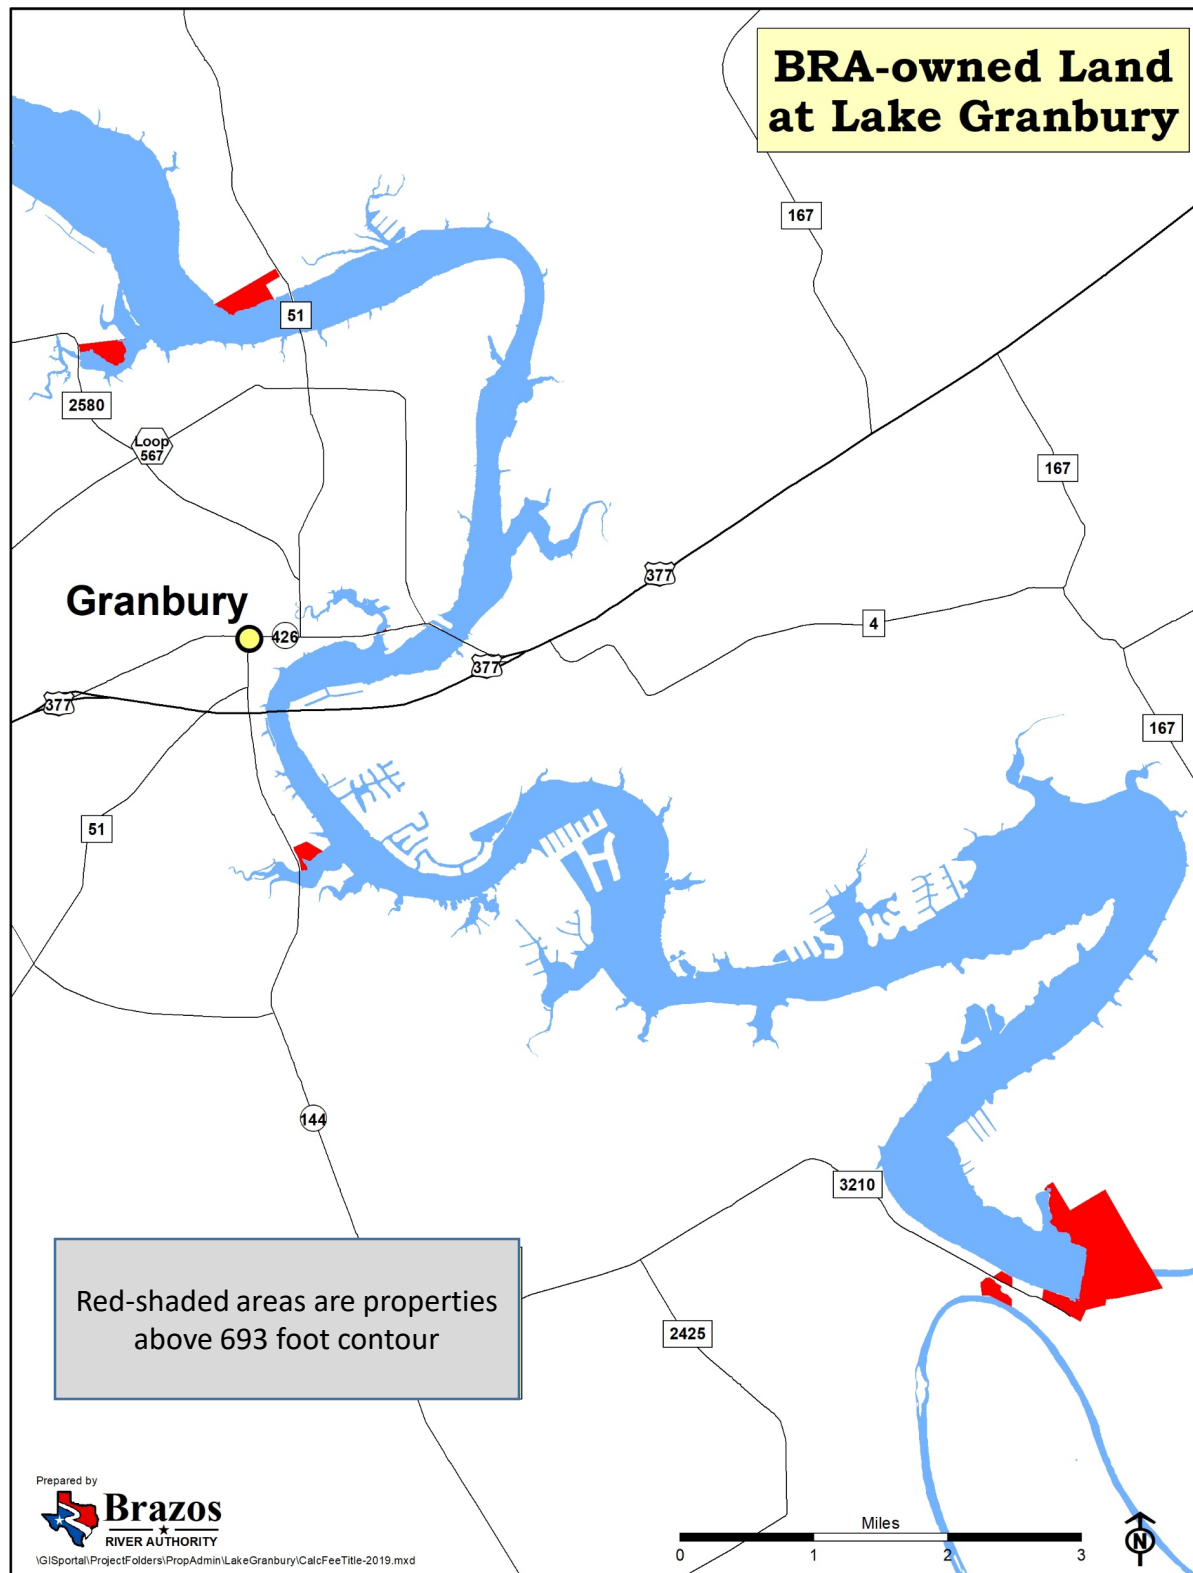 BRA-owned Land
at Lake Granbury
167
51
2580
Loop
567
167
377
Granbury
426
4
377
377
167
51
144
3210
Red-shaded areas are properties
above 693 foot contour
2425
Prepared by
Brazos
RIVER AUTHORITY
\GISportal\ProjectFolders\PropAdmin\LakeGranbury\CalcFeeTitle-2019.mxd
Miles
0 1 2 3
N